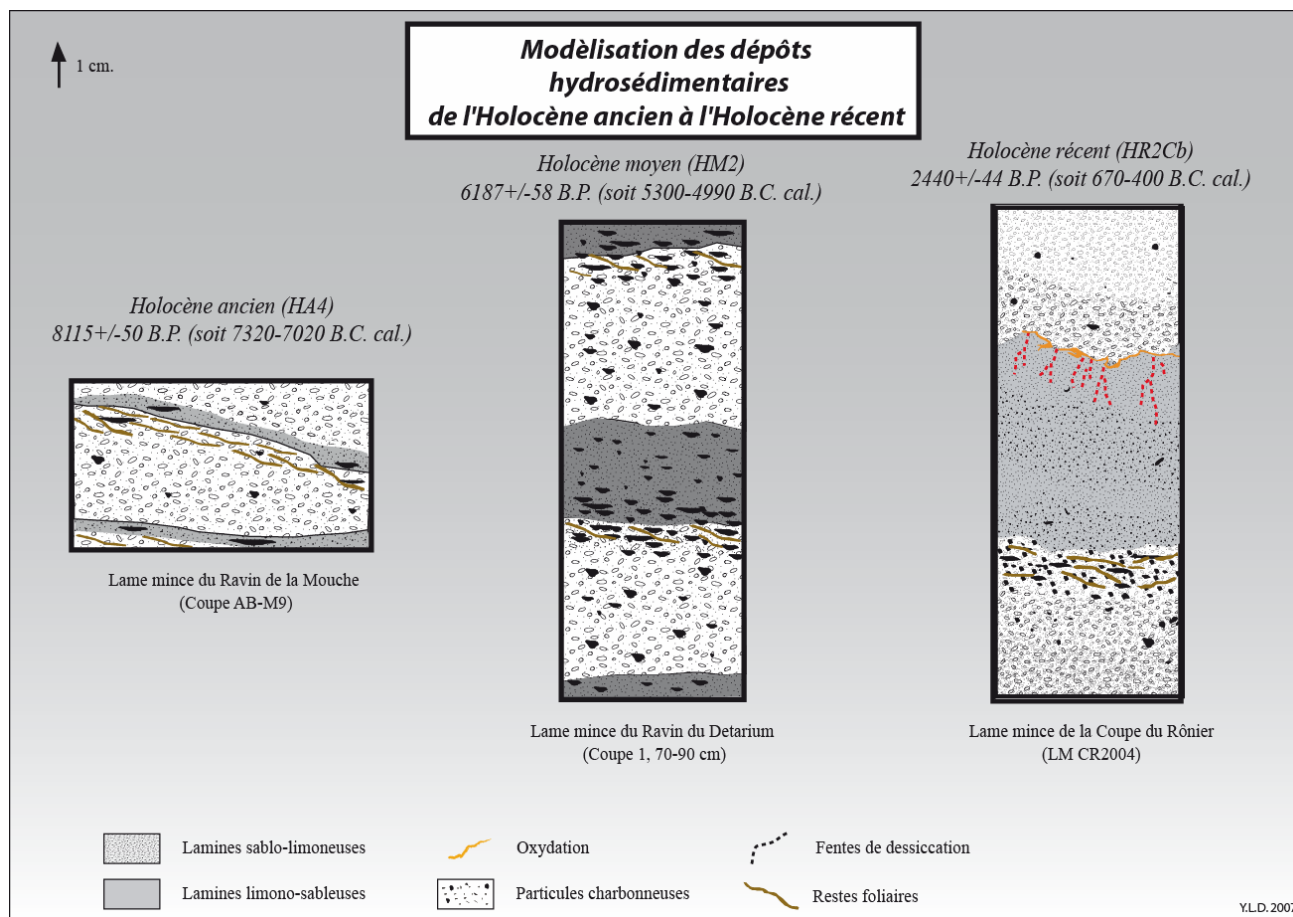 1 cm.
Modèlisation des dépôts
hydrosédimentaires
de l'Holocène ancien à l'Holocène récent
Holocène ancien (HA4)
8115+/-50 B.P. (soit 7320-7020 B.C. cal.)
Lame mince du Ravin de la Mouche
(Coupe AB-M9)
Holocène moyen (HM2)
6187+/-58 B.P. (soit 5300-4990 B.C. cal.)
Lame mince du Ravin du Detarium
(Coupe 1, 70-90 cm)
Holocène récent (HR2Cb)
2440+/-44 B.P. (soit 670-400 B.C. cal.)
Lame mince de la Coupe du Rônier
(LM CR2004)
Lamines sablo-limoneuses
Oxydation
Fentes de dessiccation
Lamines limono-sableuses
Particules charbonneuses
Restes foliaires
Y.L.D. 2007